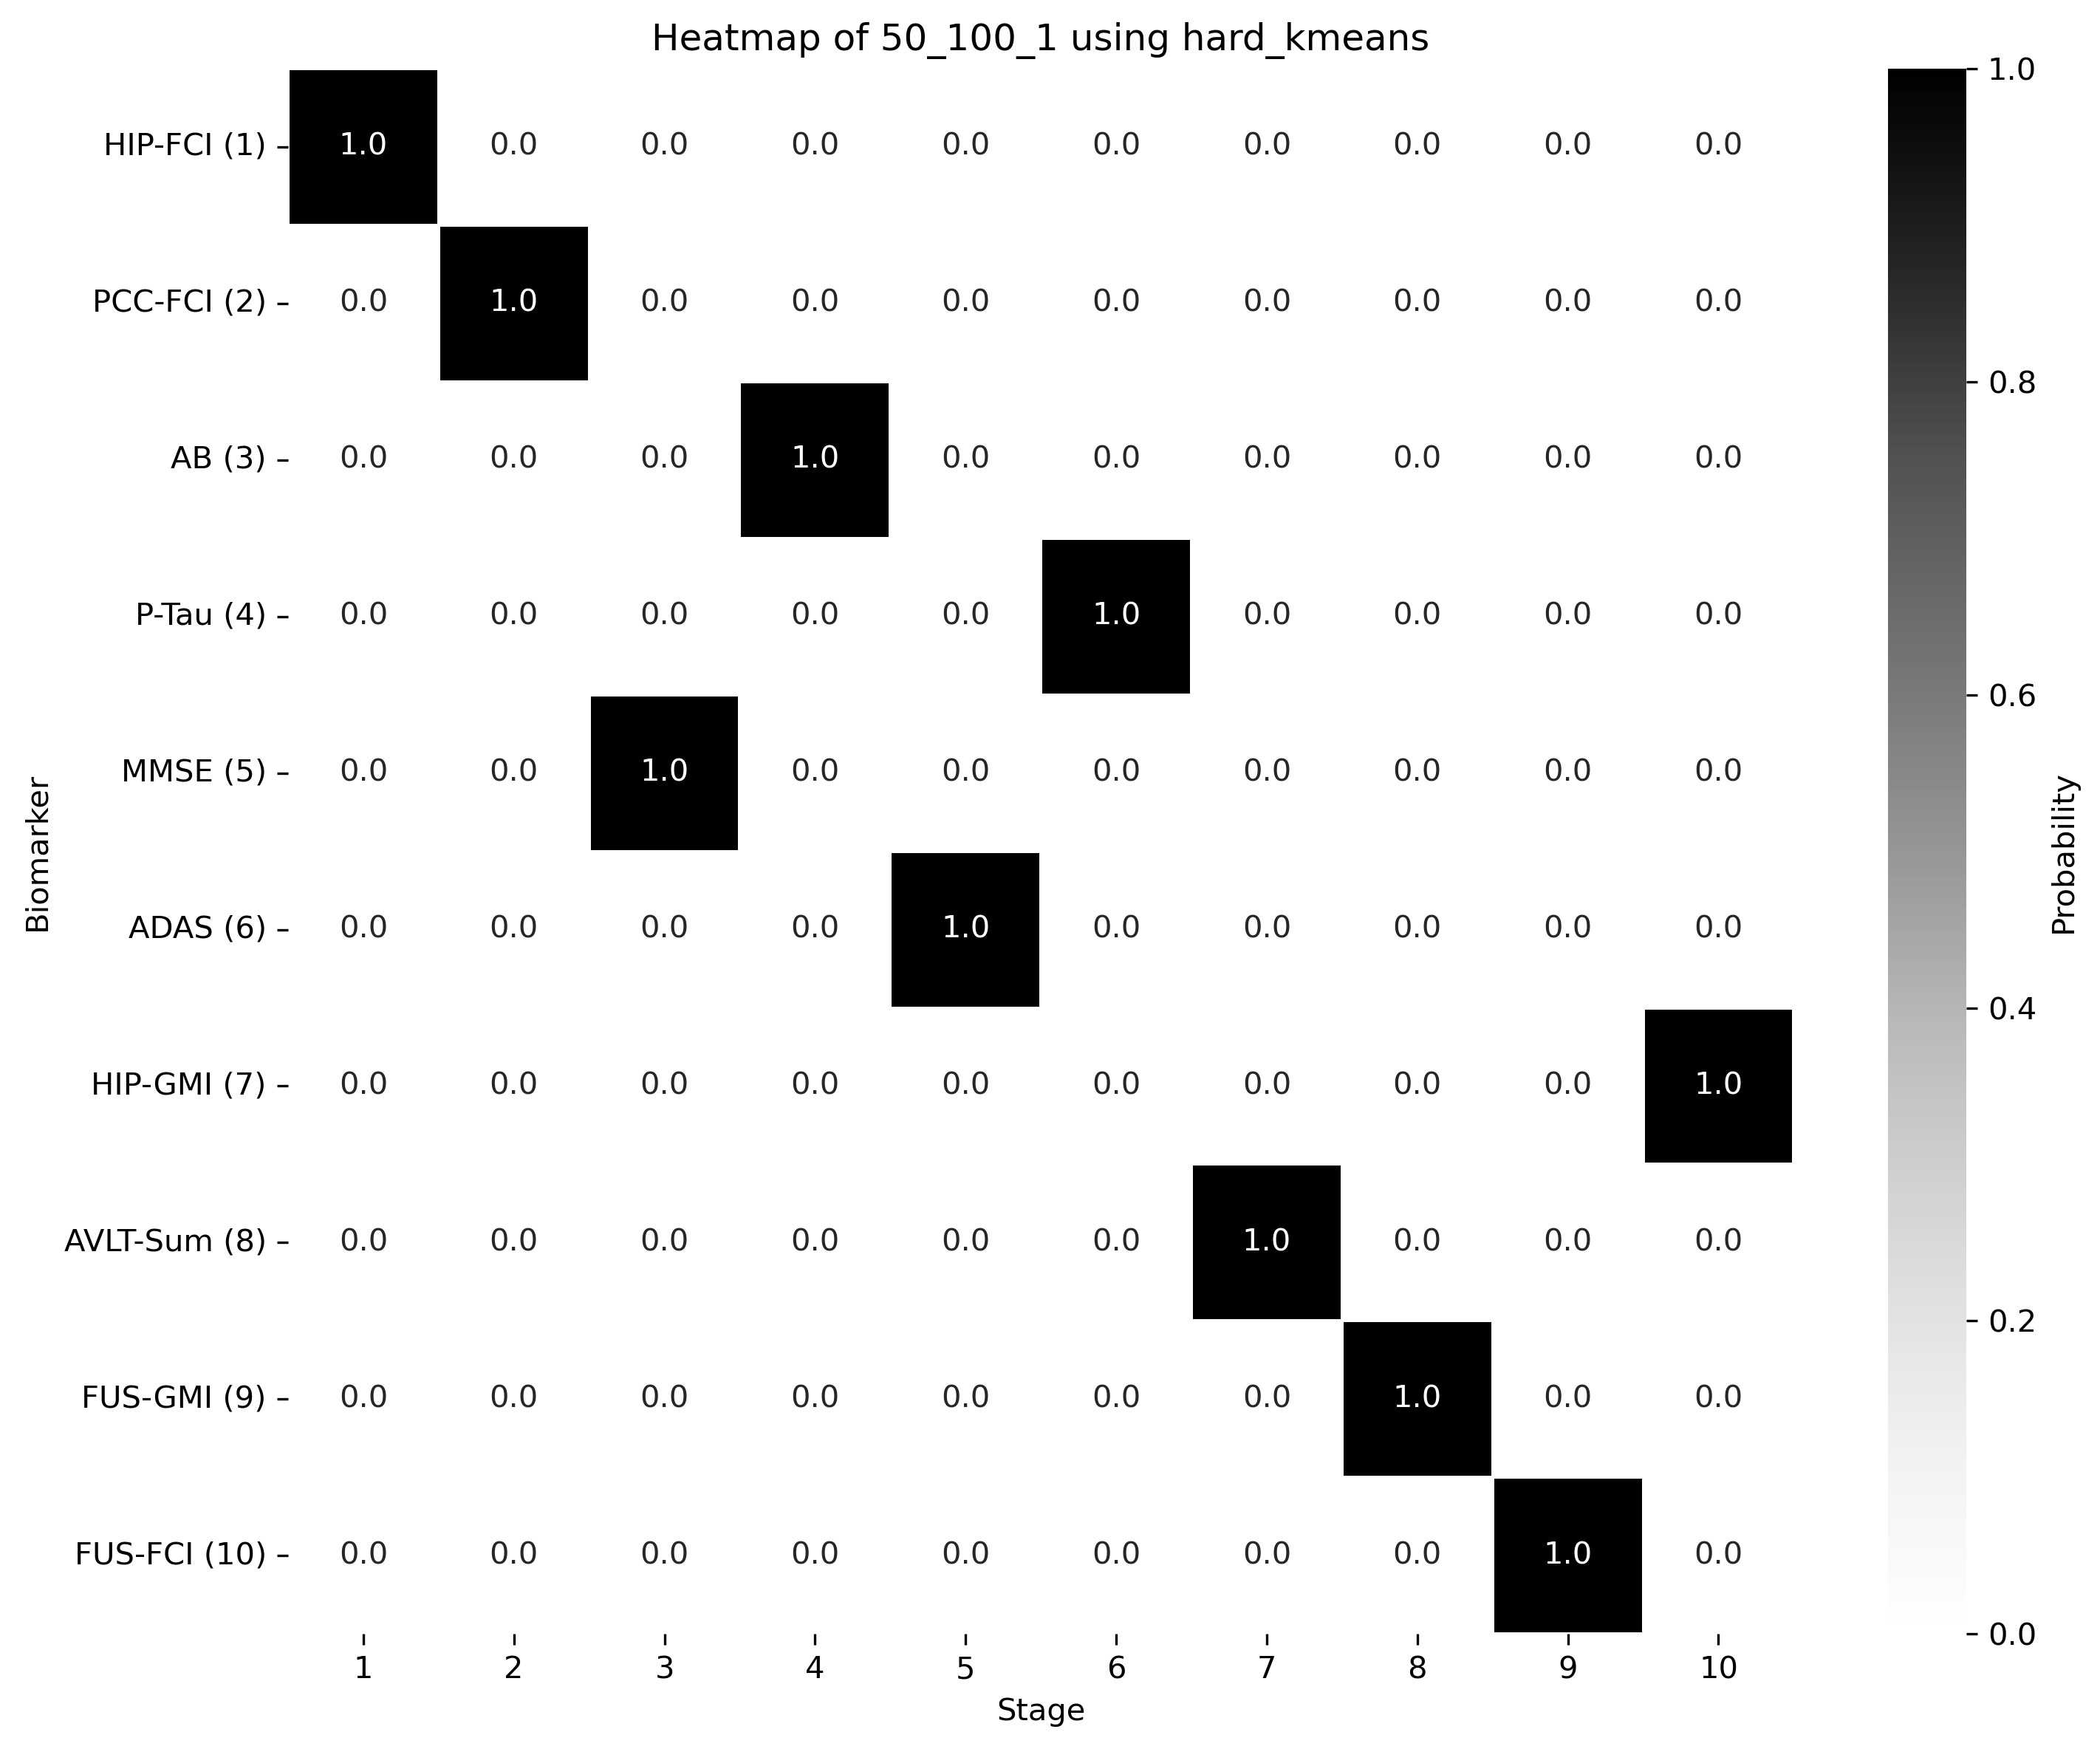 Heatmap of 50_100_1 using hard_kmeans
HIP-FCI (1) 1.0 0.0 0.0 0.0 0.0 0.0 0.0 0.0 0.0 0.0
PCC-FCI (2) 0.0 1.0 0.0 0.0 0.0 0.0 0.0 0.0 0.0 0.0
AB (3) 0.0 0.0 0.0 1.0 0.0 0.0 0.0 0.0 0.0 0.0
P-Tau (4) 0.0 0.0 0.0 0.0 0.0 1.0 0.0 0.0 0.0 0.0
MMSE (5) 0.0 0.0 1.0 0.0 0.0 0.0 0.0 0.0 0.0 0.0
ADAS (6) 0.0 0.0 0.0 0.0 1.0 0.0 0.0 0.0 0.0 0.0
HIP-GMI (7) 0.0 0.0 0.0 0.0 0.0 0.0 0.0 0.0 0.0 1.0
AVLT-Sum (8) 0.0 0.0 0.0 0.0 0.0 0.0 1.0 0.0 0.0 0.0
FUS-GMI (9) 0.0 0.0 0.0 0.0 0.0 0.0 0.0 1.0 0.0 0.0
FUS-FCI (10) 0.0 0.0 0.0 0.0 0.0 0.0 0.0 0.0 1.0 0.0
1 2 3 4 5 6 7 8 9 10
Stage
Biomarker
1.0
0.8
0.6
0.4
0.2
0.0
Probability